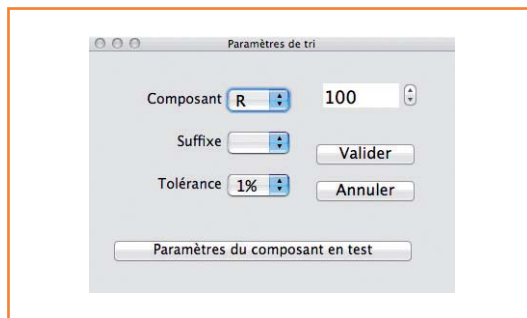 Paramètres de tri
Composant R 100
Suffixe
Valider
Tolérance 1%
Annuler
Paramètres du composant en test